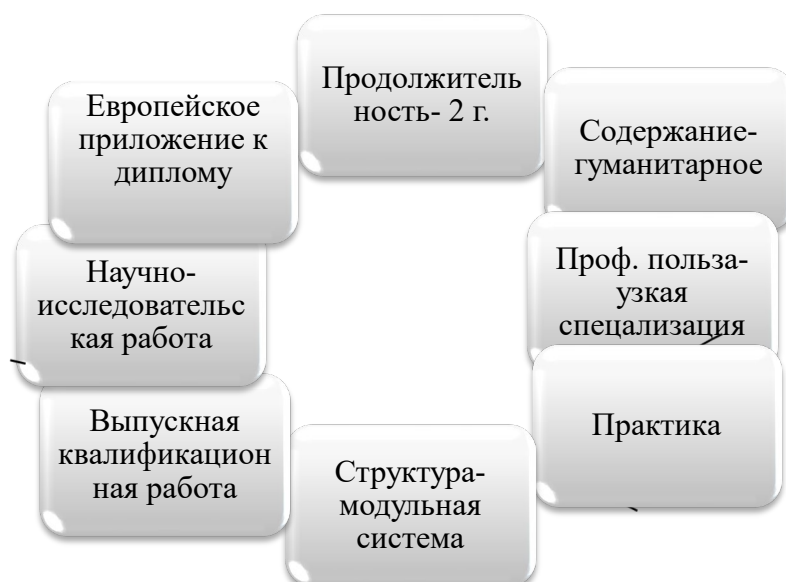 Продолжитель
ность- 2 г.
Содержание-
гуманитарное
Проф. польза-
узкая
спецализация
Практика
Структура-
модульная
система
Выпускная
квалификацион
ная работа
Научно-
исследовательс
кая работа
Европейское
приложение к
диплому